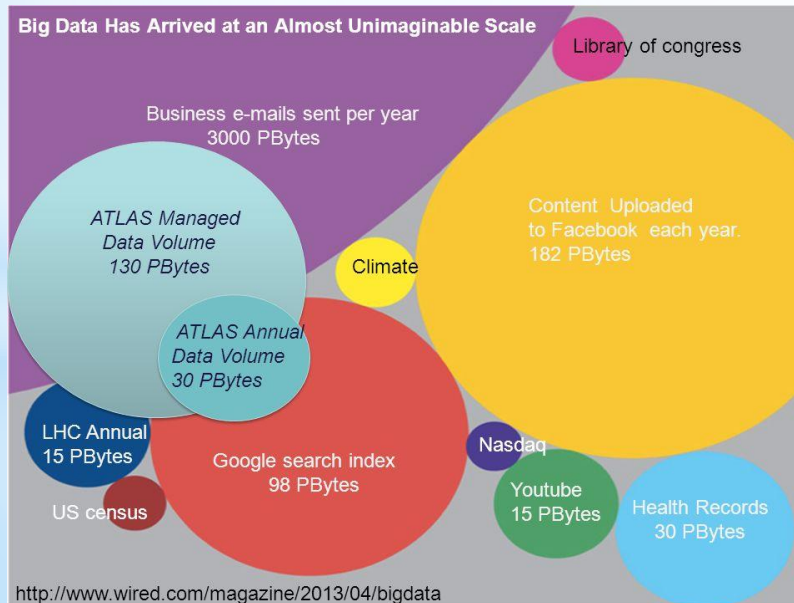 Big Data Has Arrived at an Almost Unimaginable Scale
Library of congress
Business e-mails sent per year
3000 PBytes
ATLAS Managed
Data Volume
130 PBytes
Content Uploaded
to Facebook each year.
182 PBytes
Climate
ATLAS Annual
Data Volume
30 PBytes
LHC Annual
15 PBytes
Google search index
98 PBytes
Nasdaq
US census
Youtube
15 PBytes
Health Records
30 PBytes
http://www.wired.com/magazine/2013/04/bigdata